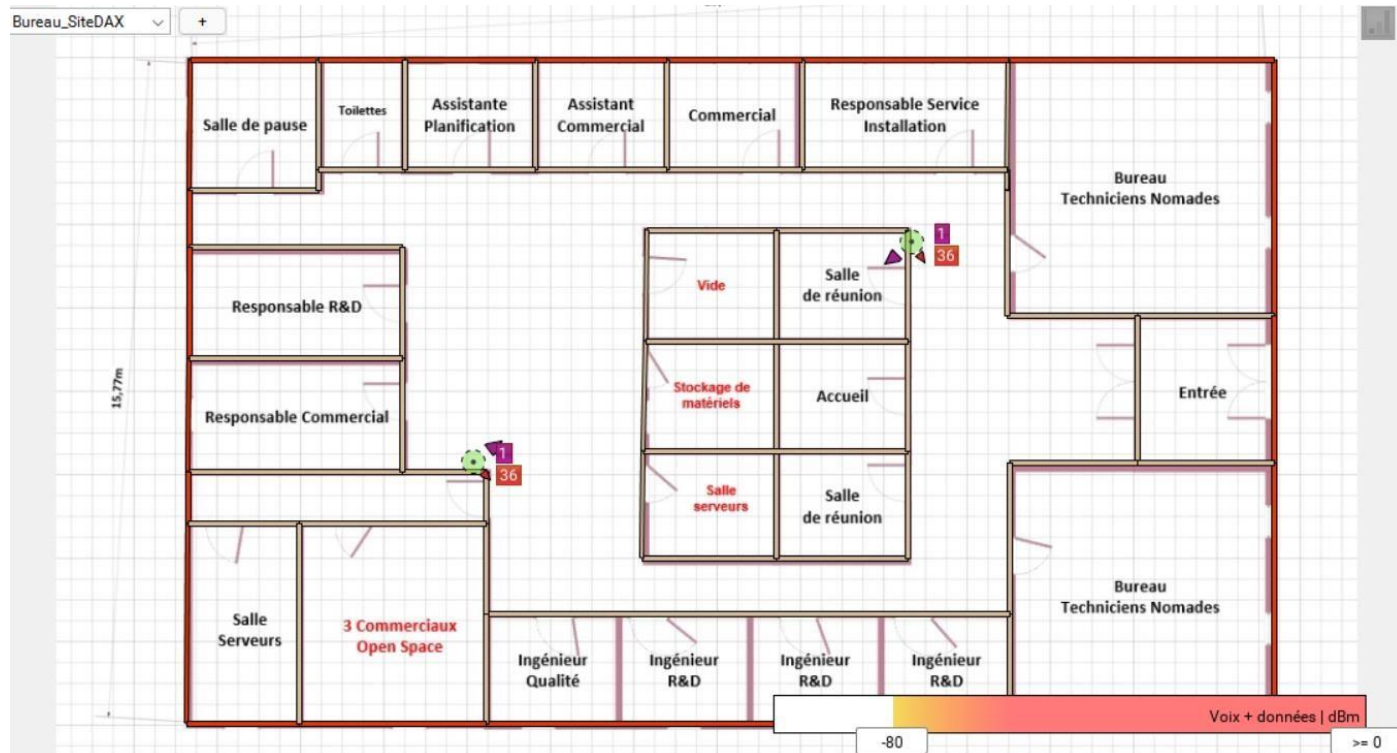 Bureau_SiteDAX
+
Salle de pause
Toilettes
Assistante
Planification
Assistant
Commercial
Commercial
Responsable Service
Installation
Bureau
Techniciens Nomades
Responsable R&D
Vide
Salle
de réunion
1
36
15,77m
Responsable Commercial
Stockage de
matériels
Accueil
Entrée
1
36
Salle
serveurs
Salle
de réunion
Salle
Serveurs
3 Commerciaux
Open Space
Ingénieur
Qualité
Ingénieur
R&D
Ingénieur
R&D
Ingénieur
R&D
Bureau
Techniciens Nomades
Voix + données | dBm
-80
>= 0